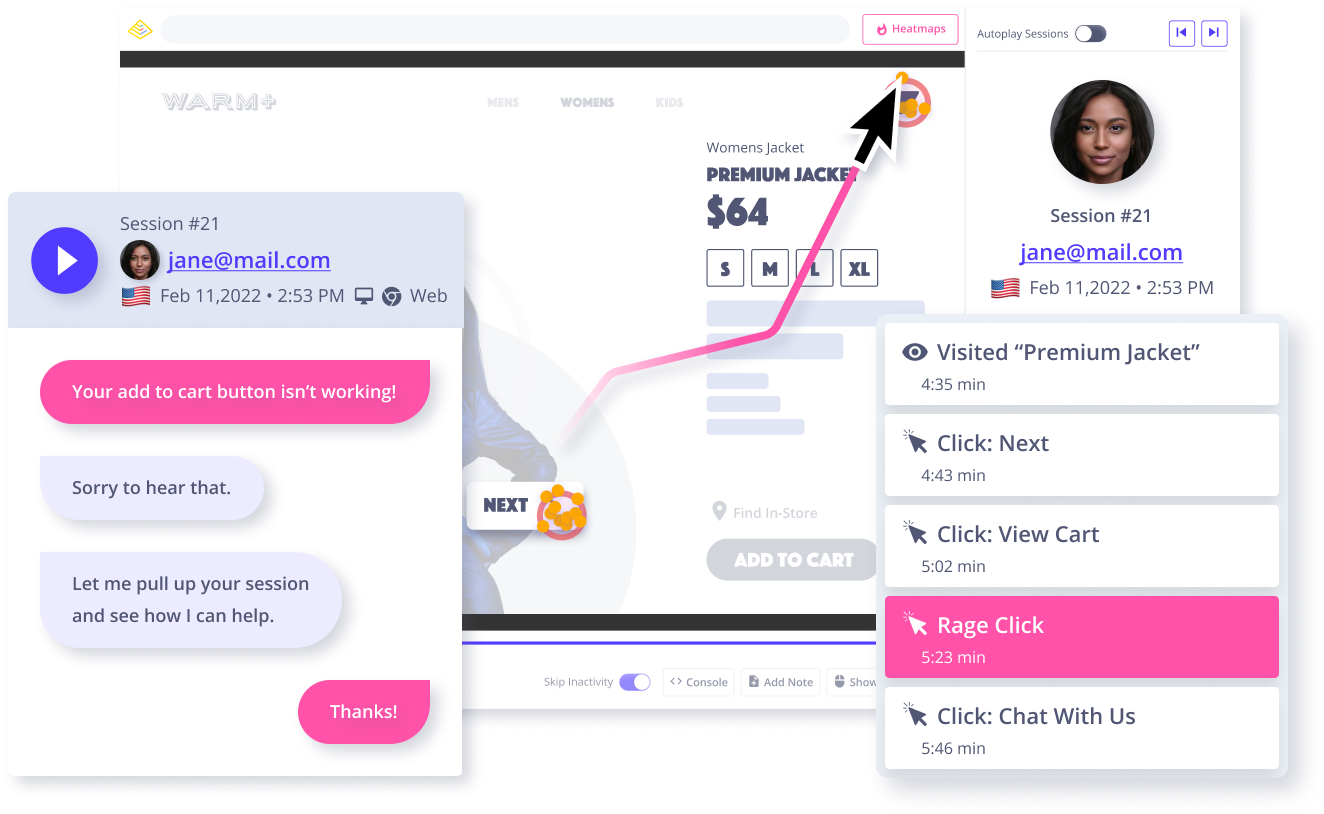 Heatmaps
Autoplay Sessions
WARM+
MENS
WOMENS
KIDS
Womens Jacket
PREMIUM JACKET
$64
S
M
L
XL
Find In-Store
ADD TO CART
NEXT
Skip Inactivity
<> Console
Add Note
Show
Session #21
jane@mail.com
Feb 11,2022 • 2:53 PM
Session #21
jane@mail.com
Feb 11,2022 • 2:53 PM
Web
Your add to cart button isn’t working!
Sorry to hear that.
Let me pull up your session
and see how I can help.
Thanks!
Visited “Premium Jacket”
4:35 min
Click: Next
4:43 min
Click: View Cart
5:02 min
Rage Click
5:23 min
Click: Chat With Us
5:46 min